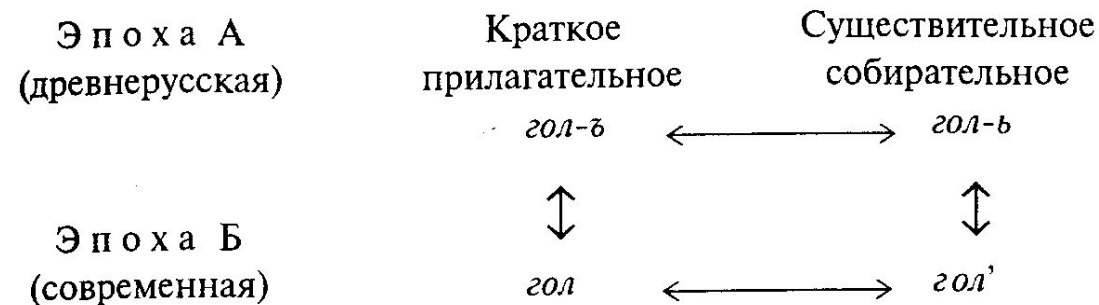 Эпоха А Краткое Существительное
(древнерусская) прилагательное собирательное
гол-ъ ⟷ гол-ь
↕ ↕
Эпоха Б
(современная) гол ⟷ гол’